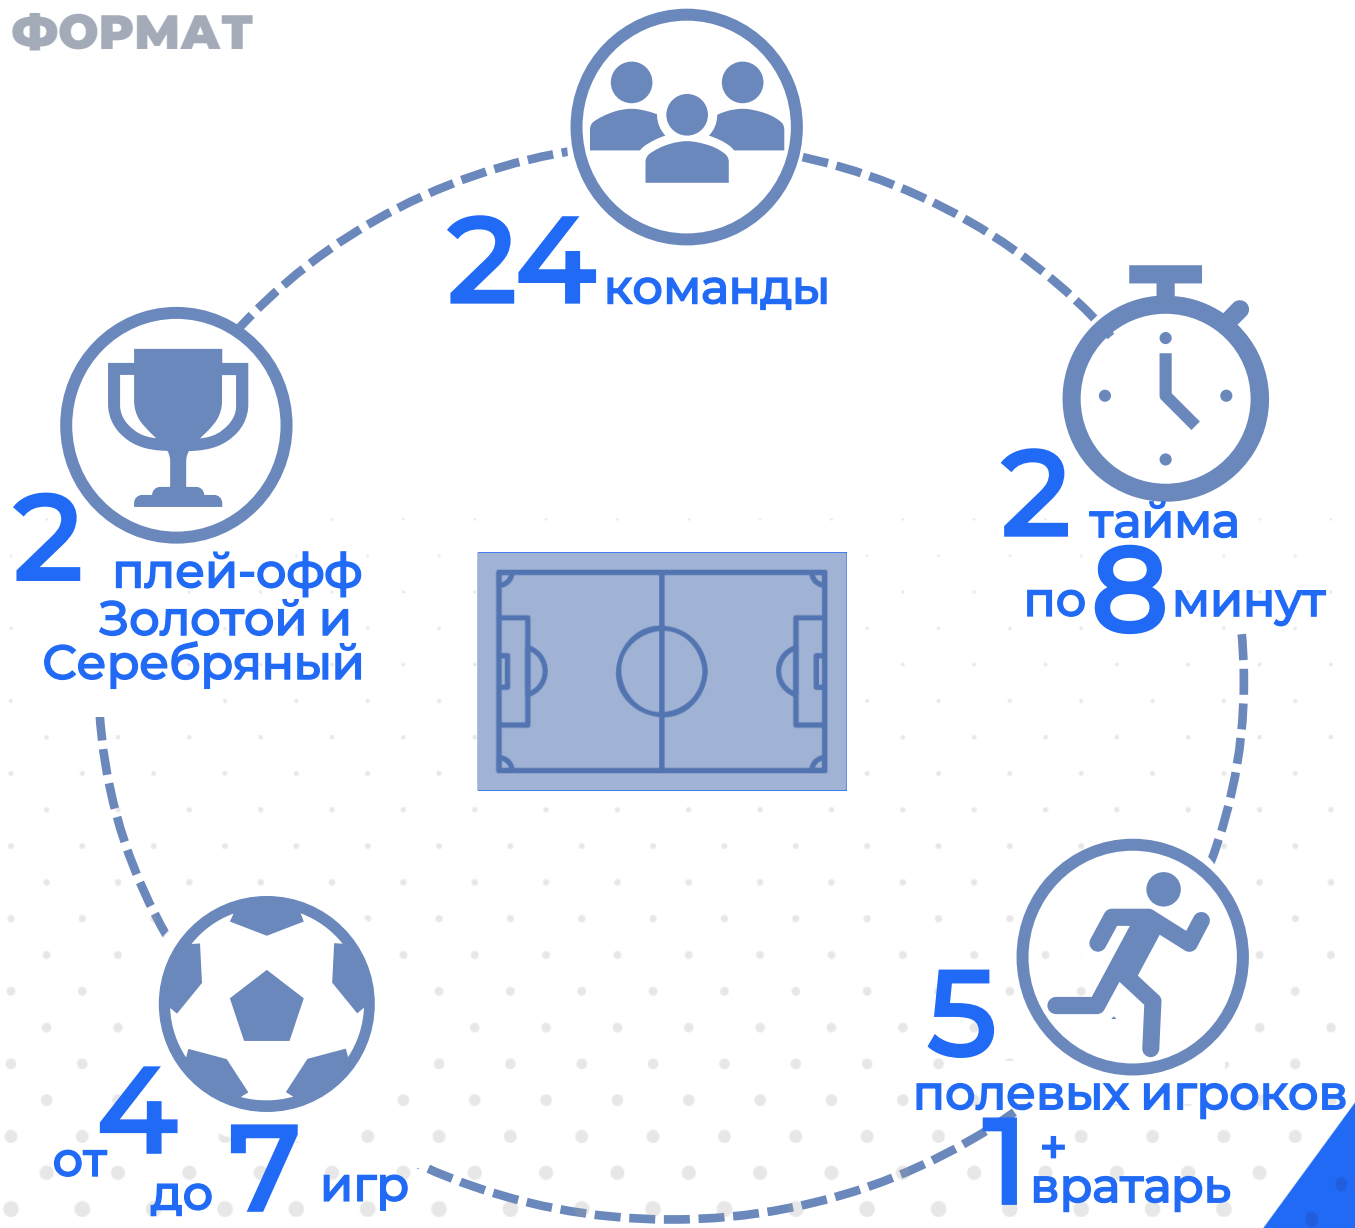 ФОРМАТ
24 команды
2 тайма
по 8 минут
5
полевых игроков
+
1 вратарь
от 4 до 7 игр
2 плей-офф
Золотой и
Серебряный